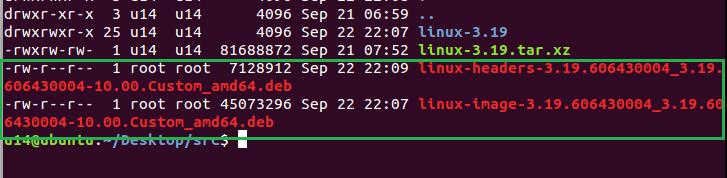 drwxr-xr-x  3 u14  u14      4096 Sep 21 06:59 ..
drwxrwxr-x 25 u14  u14      4096 Sep 22 22:07 linux-3.19
-rwxrw-rw-  1 u14  u14  81688872 Sep 21 07:52 linux-3.19.tar.xz
-rw-r--r--  1 root root  7128912 Sep 22 22:09 linux-headers-3.19.606430004_3.19.
606430004-10.00.Custom_amd64.deb
-rw-r--r--  1 root root 45073296 Sep 22 22:07 linux-image-3.19.606430004_3.19.60
6430004-10.00.Custom_amd64.deb
u14@ubuntu:~/Desktop/src$